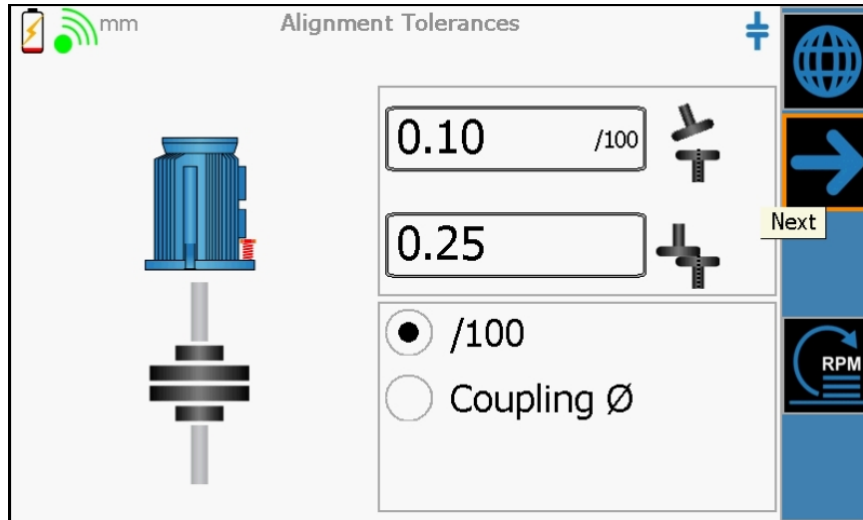 mm
Alignment Tolerances
0.10 /100
Next
0.25
/100
RPM
Coupling Ø